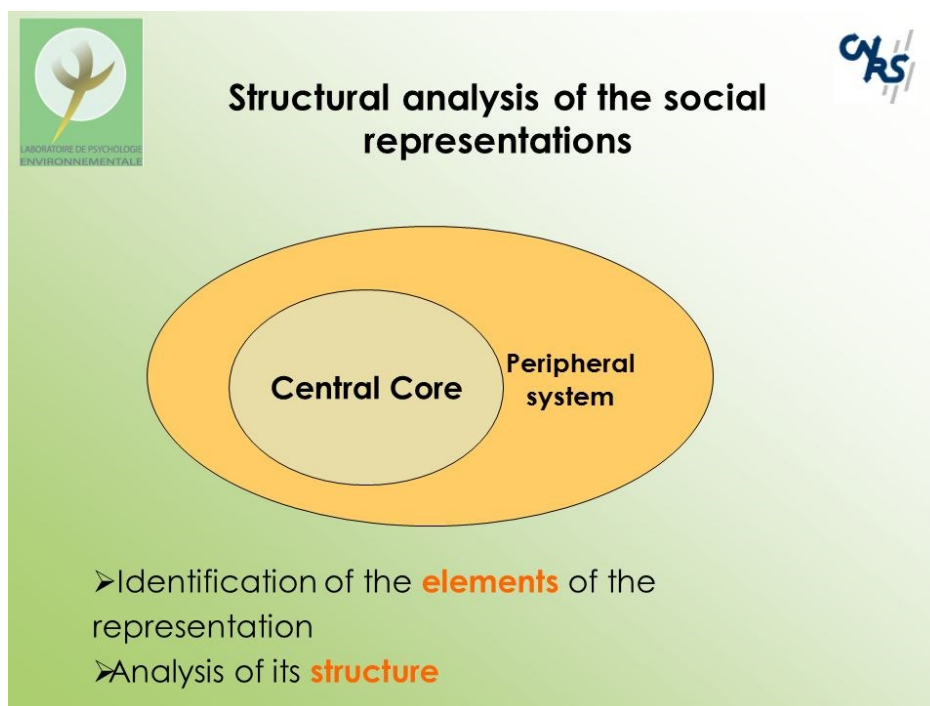 LABORATOIRE DE PSYCHOLOGIE
ENVIRONNEMENTALE
CNRS
Structural analysis of the social
representations
Central Core
Peripheral
system
➢Identification of the elements of the
representation
➢Analysis of its structure